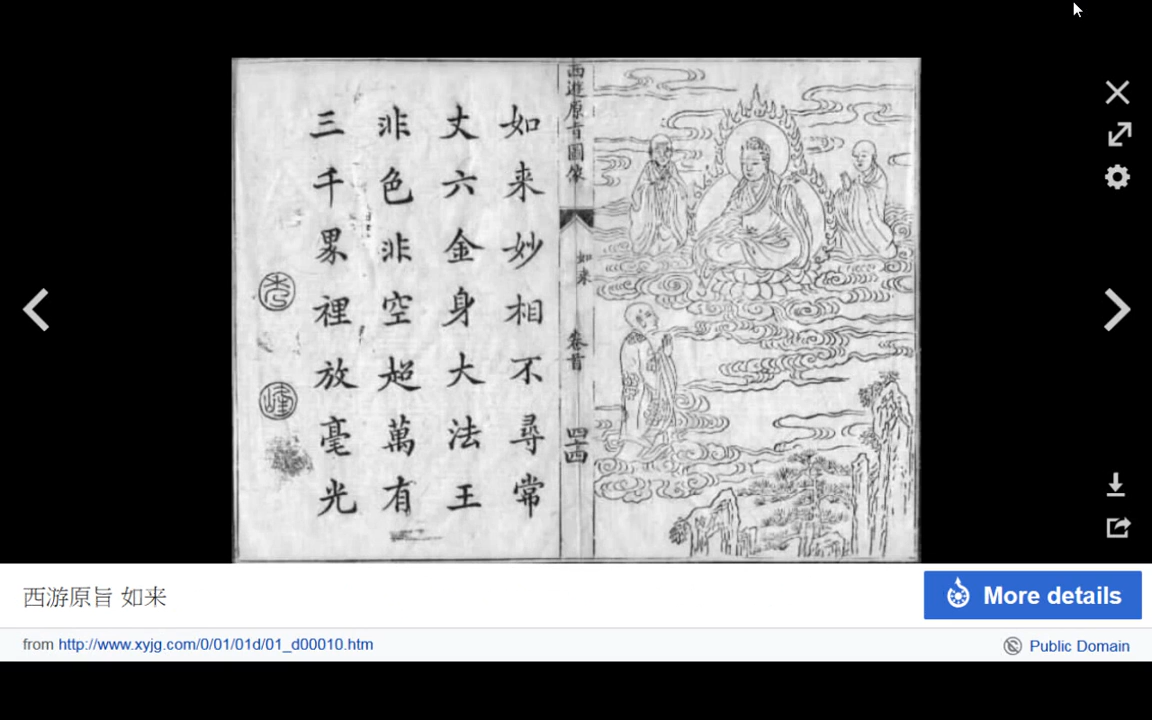 西遊原旨圖像
如来
卷首
四十四
如来妙相不尋常
丈六金身大法王
非色非空超萬有
三千界裡放毫光
西游原旨 如来
More details
from http://www.xyjg.com/0/01/01d/01_d00010.htm
Public Domain